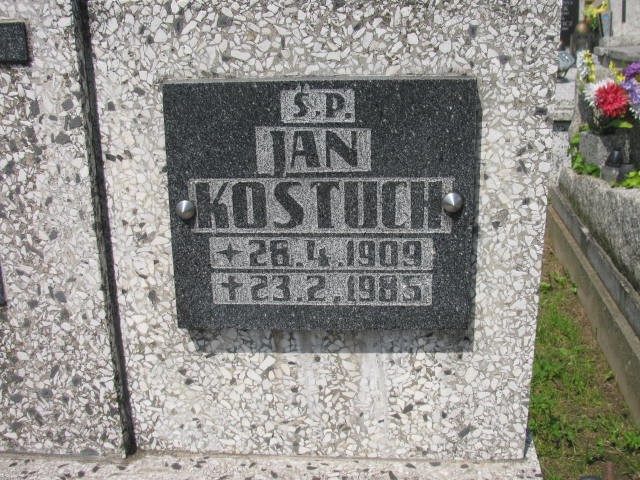 Ś.P.
JAN
KOSTUCH
+26.4.1909
+23.2.1985